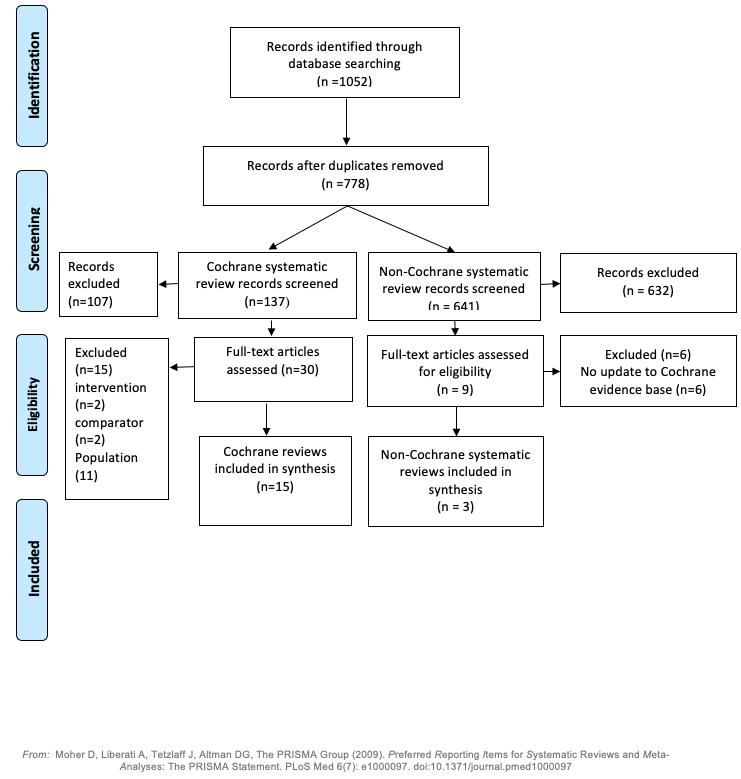 Identification
Records identified through
database searching
(n =1052)
Records after duplicates removed
(n =778)
Screening
Records
excluded
(n=107)
Cochrane systematic
review records screened
(n=137)
Non-Cochrane systematic
review records screened
(n = 641)
Records excluded
(n = 632)
Eligibility
Excluded
(n=15)
intervention
(n=2)
comparator
(n=2)
Population
(11)
Full-text articles
assessed (n=30)
Full-text articles assessed
for eligibility
(n = 9)
Excluded (n=6)
No update to Cochrane
evidence base (n=6)
Cochrane reviews
included in synthesis
(n=15)
Non-Cochrane systematic
reviews included in
synthesis
(n = 3)
Included
From: Moher D, Liberati A, Tetzlaff J, Altman DG, The PRISMA Group (2009). Preferred Reporting Items for Systematic Reviews and Meta-
Analyses: The PRISMA Statement. PLoS Med 6(7): e1000097. doi:10.1371/journal.pmed1000097